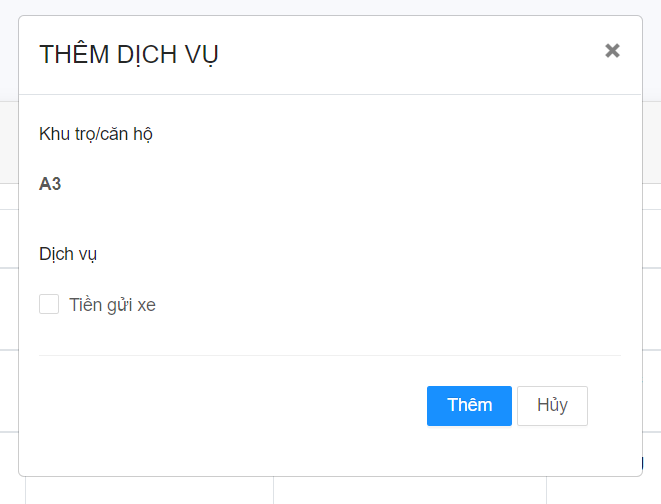 THÊM DỊCH VỤ
Khu trọ/căn hộ
A3
Dịch vụ
Tiền gửi xe
Thêm
Hủy